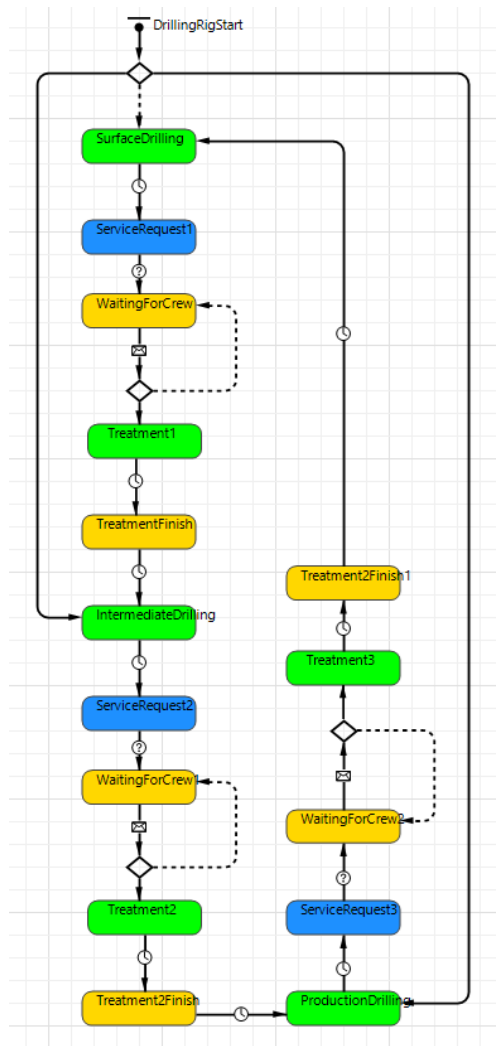 DrillingRigStart
SurfaceDrilling
ServiceRequest1
WaitingForCrew
Treatment1
TreatmentFinish
IntermediateDrilling
ServiceRequest2
WaitingForCrew1
Treatment2
Treatment2Finish
Treatment2Finish1
Treatment3
WaitingForCrew2
ServiceRequest3
ProductionDrilling